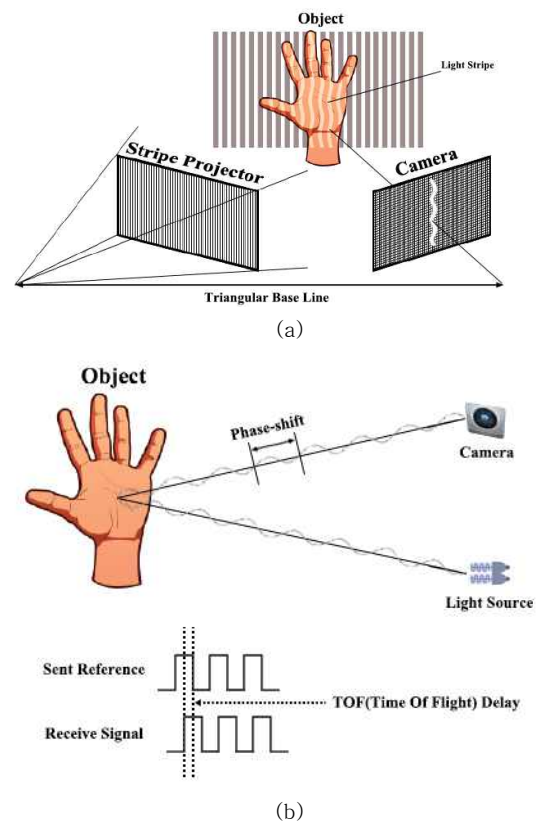 Object
Light Stripe
Stripe Projector
Camera
Triangular Base Line
(a)
Object
Phase-shift
Camera
Light Source
Sent Reference
TOF(Time Of Flight) Delay
Receive Signal
(b)